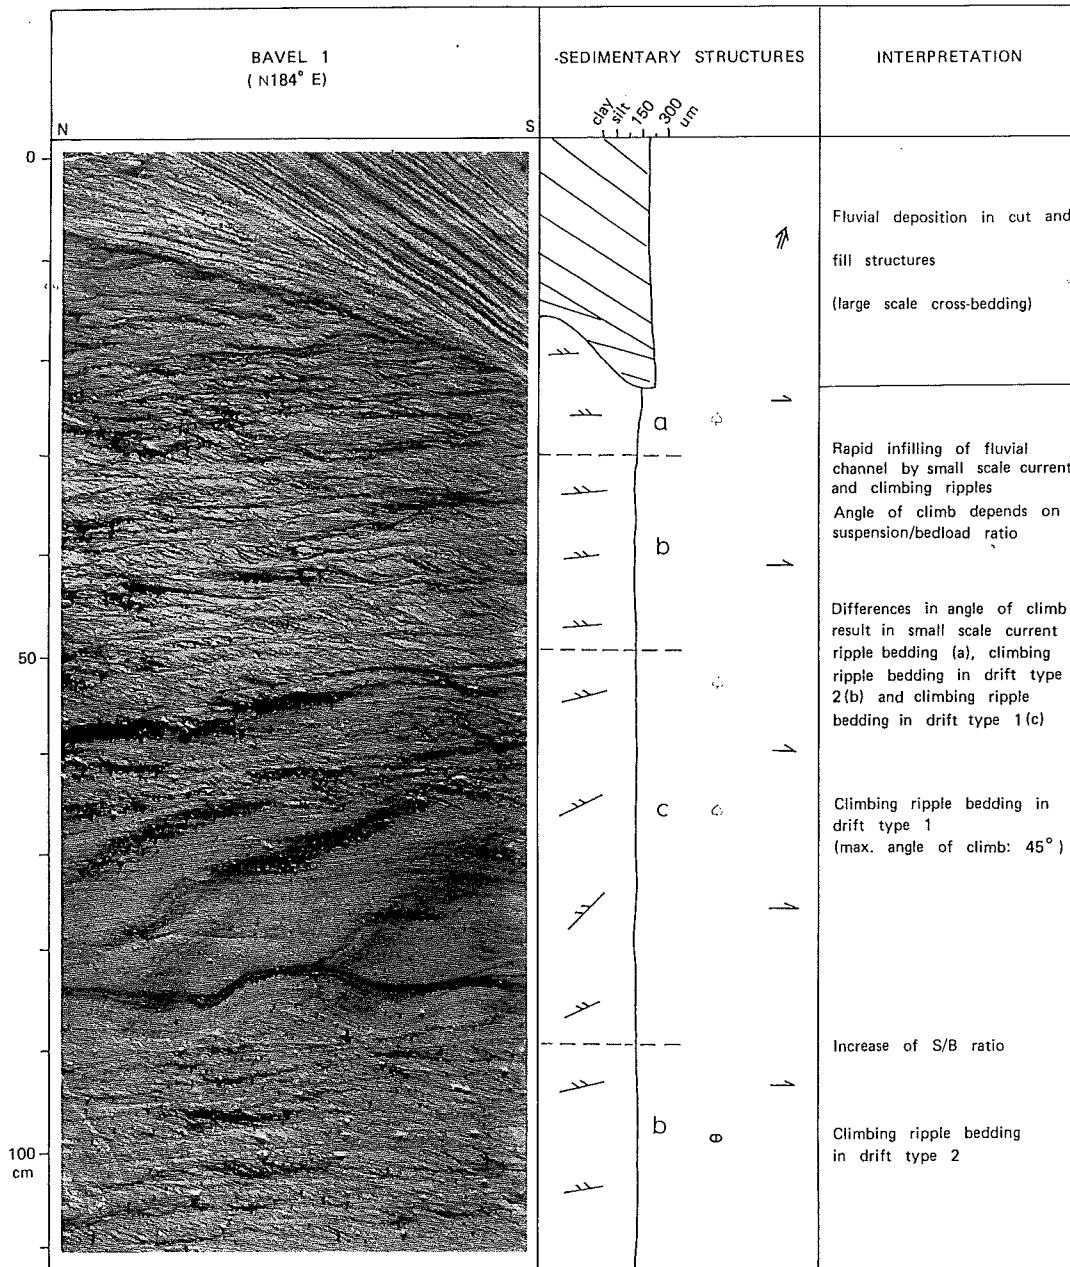 BAVEL 1
(N184° E)
-SEDIMENTARY STRUCTURES
INTERPRETATION
clay
silt
150
300
um
N
S
0
Fluvial deposition in cut and
fill structures
(large scale cross-bedding)
a
Rapid infilling of fluvial
channel by small scale current
and climbing ripples
Angle of climb depends on
suspension/bedload ratio
b
Differences in angle of climb
result in small scale current
ripple bedding (a), climbing
ripple bedding in drift type
2(b) and climbing ripple
bedding in drift type 1(c)
50
c
Climbing ripple bedding in
drift type 1
(max. angle of climb: 45°)
Increase of S/B ratio
b
Climbing ripple bedding
in drift type 2
100
cm